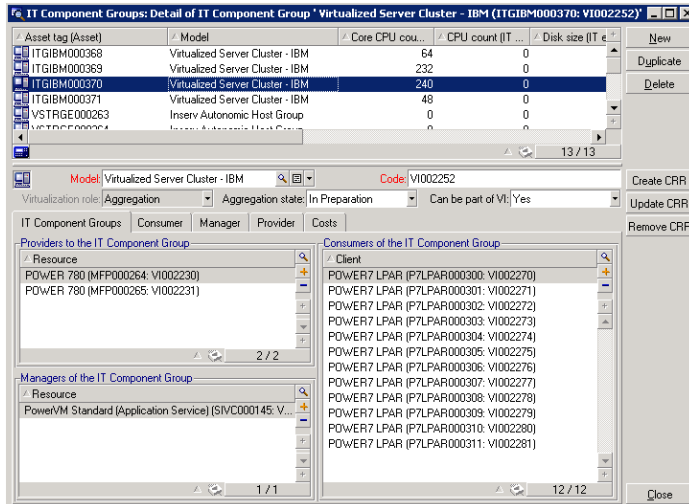 IT Component Groups: Detail of IT Component Group ' Virtualized Server Cluster - IBM (ITGIBM000370: VI002252)'
Asset tag (Asset) Model Core CPU cou... CPU count (IT ... Disk size (IT e
ITGIBM000368 Virtualized Server Cluster - IBM 64 0
ITGIBM000369 Virtualized Server Cluster - IBM 232 0
ITGIBM000370 Virtualized Server Cluster - IBM 240 0
ITGIBM000371 Virtualized Server Cluster - IBM 48 0
VSTRGE000263 Inserv Autonomic Host Group 0 0
13 / 13
New
Duplicate
Delete
Create CRR
Update CRR
Remove CRR
Close
Model: Virtualized Server Cluster - IBM Code: VI002252
Virtualization role: Aggregation Aggregation state: In Preparation Can be part of VI: Yes
IT Component Groups Consumer Manager Provider Costs
Providers to the IT Component Group
Resource
POWER 780 (MFP000264: VI002230)
POWER 780 (MFP000265: VI002231)
2 / 2
Managers of the IT Component Group
Resource
PowerVM Standard (Application Service) (SIVC000145: V...
1 / 1
Consumers of the IT Component Group
Client
POWER7 LPAR (P7LPAR000300: VI002270)
POWER7 LPAR (P7LPAR000301: VI002271)
POWER7 LPAR (P7LPAR000302: VI002272)
POWER7 LPAR (P7LPAR000303: VI002273)
POWER7 LPAR (P7LPAR000304: VI002274)
POWER7 LPAR (P7LPAR000305: VI002275)
POWER7 LPAR (P7LPAR000306: VI002276)
POWER7 LPAR (P7LPAR000307: VI002277)
POWER7 LPAR (P7LPAR000308: VI002278)
POWER7 LPAR (P7LPAR000309: VI002279)
POWER7 LPAR (P7LPAR000310: VI002280)
POWER7 LPAR (P7LPAR000311: VI002281)
12 / 12